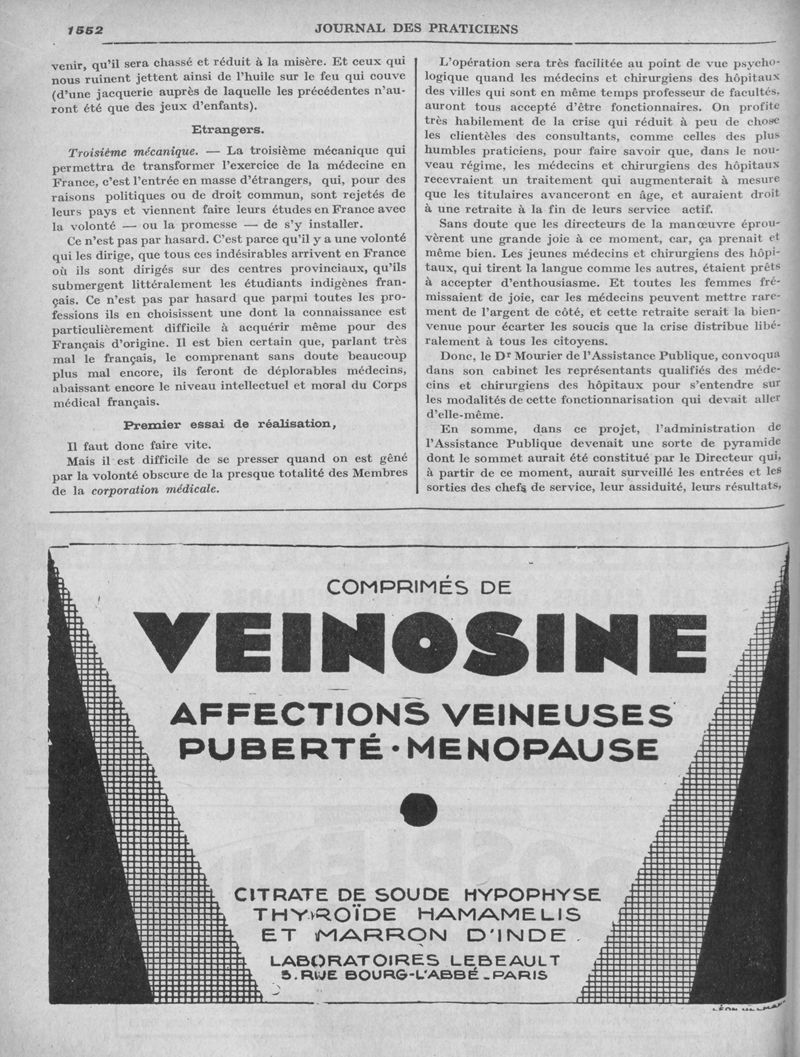 1552
JOURNAL DES PRATICIENS
venir, qu'il sera chassé et réduit à la misère. Et ceux qui
nous ruinent jettent ainsi de l'huile sur le feu qui couve
(d'une jacquerie auprès de laquelle les précédentes n'au-
ront été que des jeux d'enfants).
Etrangers.
Troisième mécanique. — La troisième mécanique qui
permettra de transformer l'exercice de la médecine en
France, c'est l'entrée en masse d'étrangers, qui, pour des
raisons politiques ou de droit commun, sont rejetés de
leurs pays et viennent faire leurs études en France avec
la volonté — ou la promesse — de s'y installer.
Ce n'est pas par hasard. C'est parce qu'il y a une volonté
qui les dirige, que tous ces indésirables arrivent en France
où ils sont dirigés sur des centres provinciaux, qu'ils
submergent littéralement les étudiants indigènes fran-
çais. Ce n'est pas par hasard que parmi toutes les pro-
fessions ils en choisissent une dont la connaissance est
particulièrement difficile à acquérir même pour des
Français d'origine. Il est bien certain que, parlant très
mal le français, le comprenant sans doute beaucoup
plus mal encore, ils feront de déplorables médecins,
abaissant encore le niveau intellectuel et moral du Corps
médical français.
Premier essai de réalisation,
Il faut donc faire vite.
Mais il est difficile de se presser quand on est gêné
par la volonté obscure de la presque totalité des Membres
de la corporation médicale.
L'opération sera très facilitée au point de vue psycho-
logique quand les médecins et chirurgiens des hôpitaux
des villes qui sont en même temps professeur de facultés,
auront tous accepté d'être fonctionnaires. On profite
très habilement de la crise qui réduit à peu de chose
les clientèles des consultants, comme celles des plus
humbles praticiens, pour faire savoir que, dans le nou-
veau régime, les médecins et chirurgiens des hôpitaux
recevraient un traitement qui augmenterait à mesure
que les titulaires avanceront en âge, et auraient droit
à une retraite à la fin de leurs service actif.
Sans doute que les directeurs de la manœuvre éprou-
vèrent une grande joie à ce moment, car, ça prenait et
même bien. Les jeunes médecins et chirurgiens des hôpi-
taux, qui tirent la langue comme les autres, étaient prêts
à accepter d'enthousiasme. Et toutes les femmes fré-
missaient de joie, car les médecins peuvent mettre rare-
ment de l'argent de côté, et cette retraite serait la bien-
venue pour écarter les soucis que la crise distribue libé-
ralement à tous les citoyens.
Donc, le Dr Mourier de l'Assistance Publique, convoqua
dans son cabinet les représentants qualifiés des méde-
cins et chirurgiens des hôpitaux pour s'entendre sur
les modalités de cette fonctionnarisation qui devait aller
d'elle-même.
En somme, dans ce projet, l'administration de
l'Assistance Publique devenait une sorte de pyramide
dont le sommet aurait été constitué par le Directeur qui,
à partir de ce moment, aurait surveillé les entrées et les
sorties des chefs de service, leur assiduité, leurs résultats,
COMPRIMÉS DE
VEINOSINE
AFFECTIONS VEINEUSES
PUBERTÉ • MENOPAUSE
CITRATE DE SOUDE HYPOPHYSE
THYROÏDE HAMAMELIS
ET MARRON D'INDE.
LABORATOIRES LEBEAULT
5. RUE BOURG-L'ABBÉ - PARIS